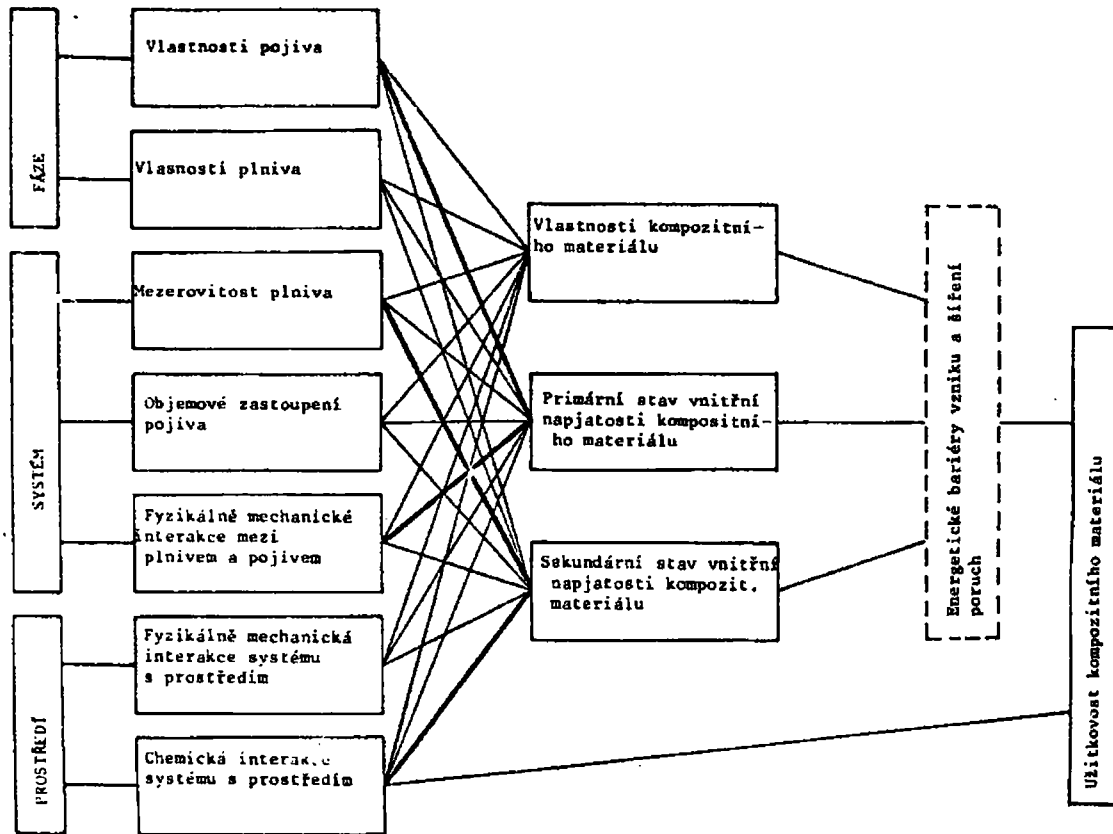 FÁZE
Vlastnosti pojiva
Vlasností plniva
SYSTÉM
Mezerovitost plniva
Objemové zastoupení
pojiva
Fyzikálně mechanické
interakce mezi
plnivem a pojivem
PROSTŘEDÍ
Fyzikálně mechanická
interakce systému
s prostředím
Chemická interakce
systému s prostředím
Vlastnosti kompozitní-
ho materiálu
Primární stav vnitřní
napjatosti kompositní-
ho materiálu
Sekundární stav vnitřní
napjatosti kompozit.
materiálu
Energetické bariéry vzniku a šíření
poruch
Užitkovost kompozitního materiálu